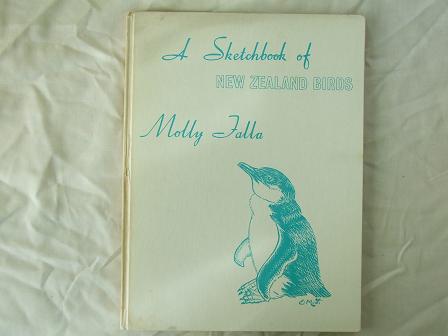 A Sketchbook of
NEW ZEALAND BIRDS
Molly Falla